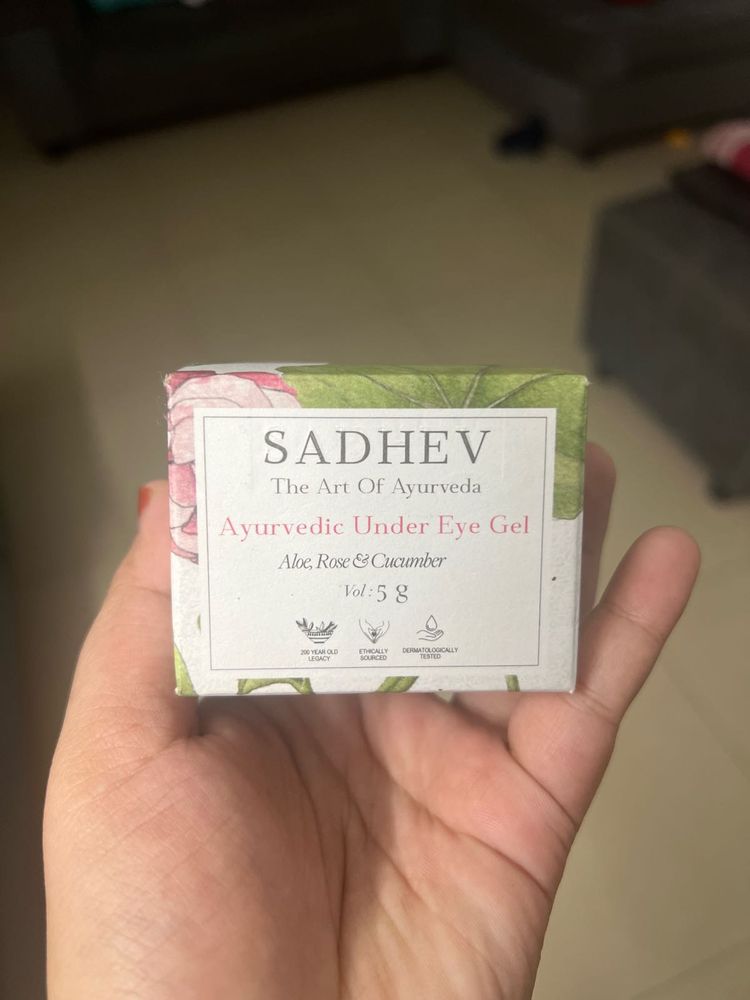 SADHEV
The Art Of Ayurveda
Ayurvedic Under Eye Gel
Aloe, Rose & Cucumber
Vol: 5 g
200 YEAR OLD
LEGACY
ETHICALLY
SOURCED
DERMATOLOGICALLY
TESTED